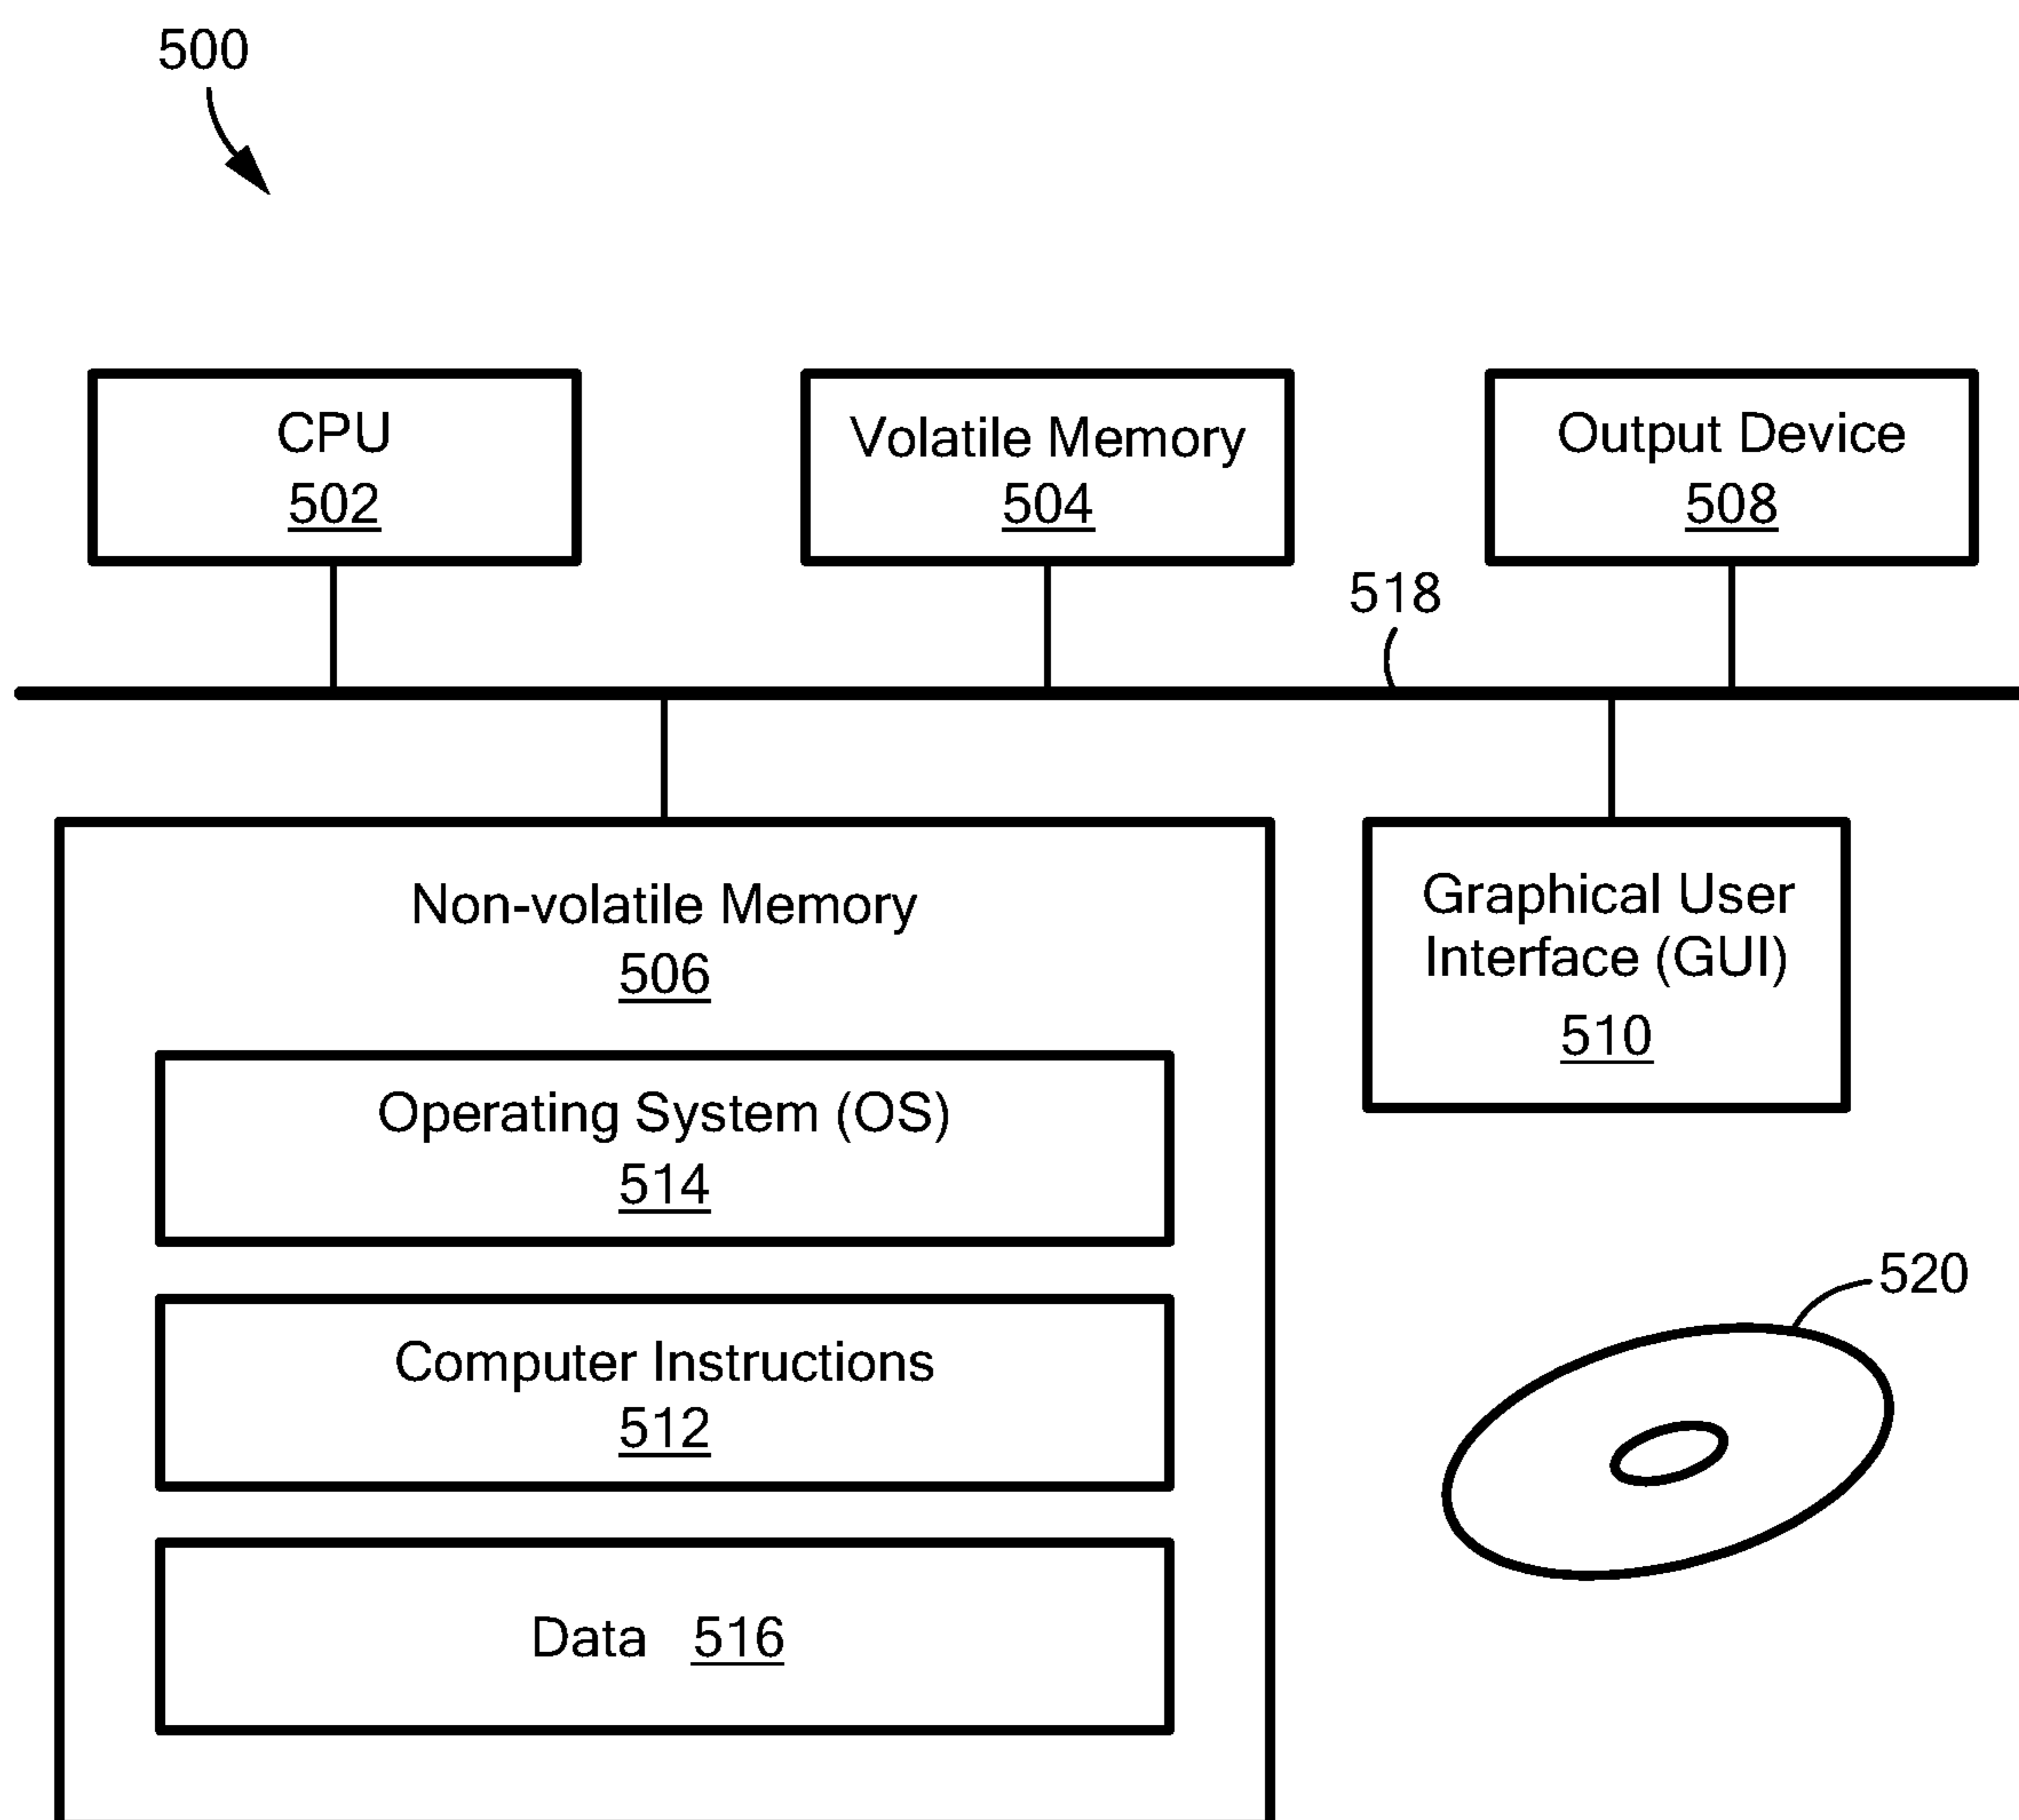 500
CPU
502
Volatile Memory
504
Output Device
508
518
Non-volatile Memory
506
Operating System (OS)
514
Computer Instructions
512
Data 516
Graphical User
Interface (GUI)
510
520